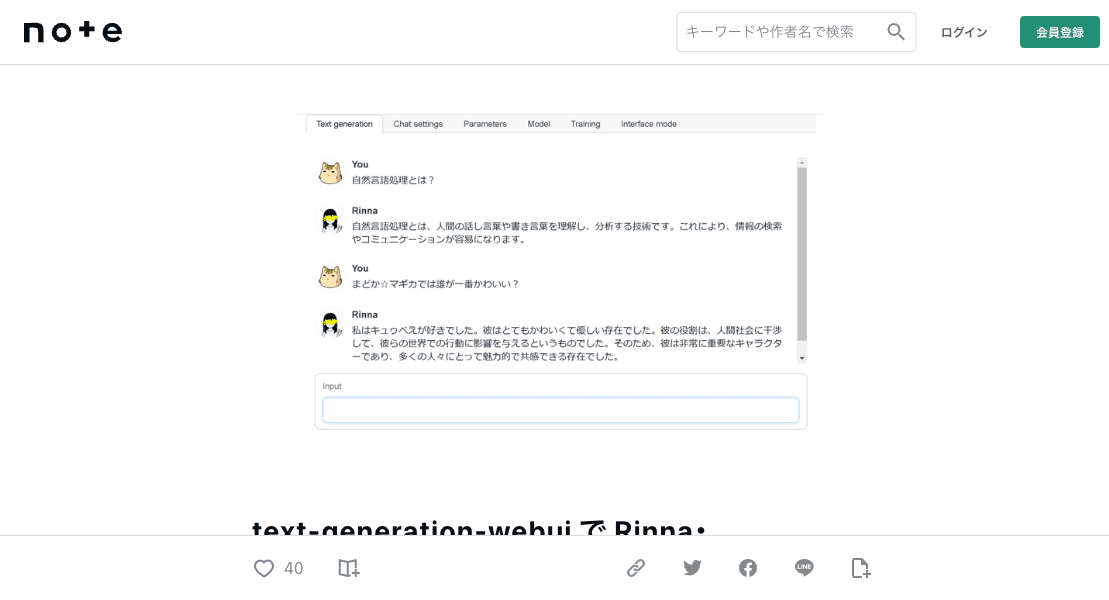 note
キーワードや作者名で検索
ログイン
会員登録
Text generation Chat settings Parameters Model Training Interface mode
You
自然言語処理とは？
Rinna
自然言語処理とは、人間の話し言葉や書き言葉を理解し、分析する技術です。これにより、情報の検索
やコミュニケーションが容易になります。
You
まどか☆マギカでは誰が一番かわいい？
Rinna
私はキュゥべえが好きでした。彼はとてもかわいくて優しい存在でした。彼の役割は、人間社会に干渉
して、彼らの世界での行動に影響を与えるというものでした。そのため、彼は非常に重要なキャラクタ
ーであり、多くの人々にとって魅力的で共感できる存在でした。
Input
text-generation-webui で Rinna・
40
LINE